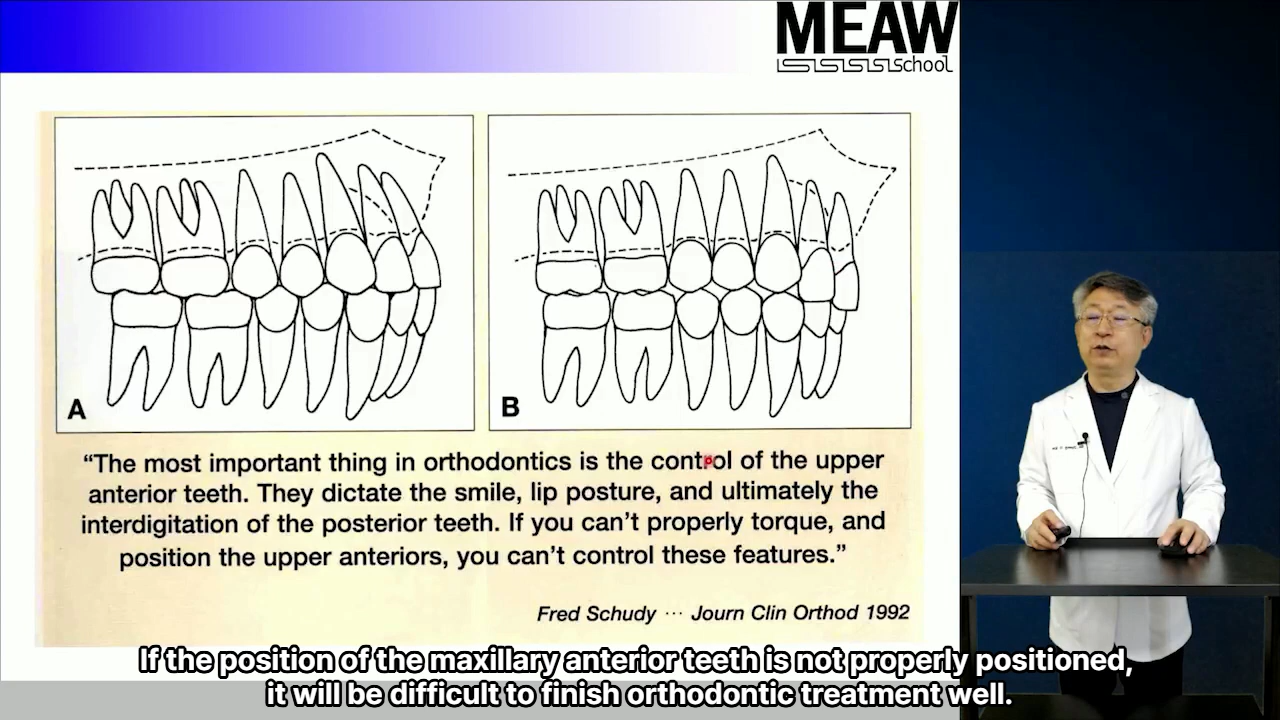 MEAW
school
A
B
“The most important thing in orthodontics is the control of the upper
anterior teeth. They dictate the smile, lip posture, and ultimately the
interdigitation of the posterior teeth. If you can’t properly torque, and
position the upper anteriors, you can’t control these features.”
Fred Schudy ··· Journ Clin Orthod 1992
If the position of the maxillary anterior teeth is not properly positioned,
it will be difficult to finish orthodontic treatment well.